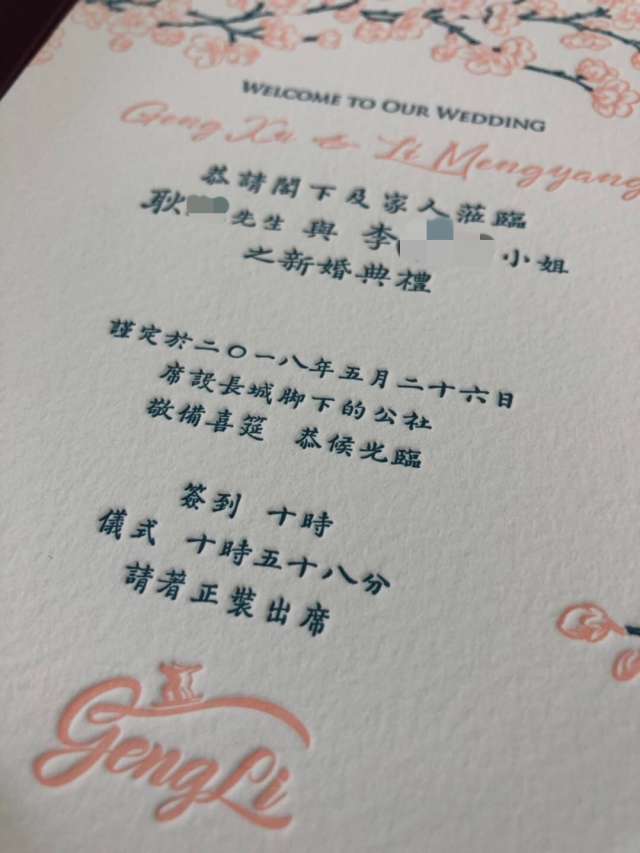 WELCOME TO OUR WEDDING
Geng Xu & Li Mengyang
恭請閣下及家人蒞臨
耿 先生 與 李 小姐
之新婚典禮
謹定於二〇一八年五月二十六日
席設長城脚下的公社
敬備喜筵 恭候光臨
簽到 十時
儀式 十時五十八分
請著正裝出席
GengLi